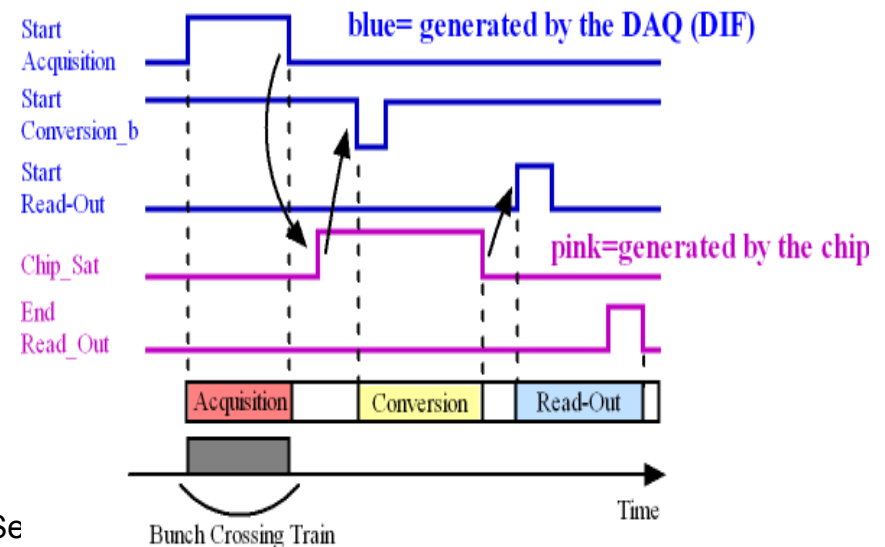 blue= generated by the DAQ (DIF)
Start
Acquisition
Start
Conversion_b
Start
Read-Out
pink=generated by the chip
Chip_Sat
End
Read_Out
Acquisition Conversion Read-Out
Time
Se
Bunch Crossing Train